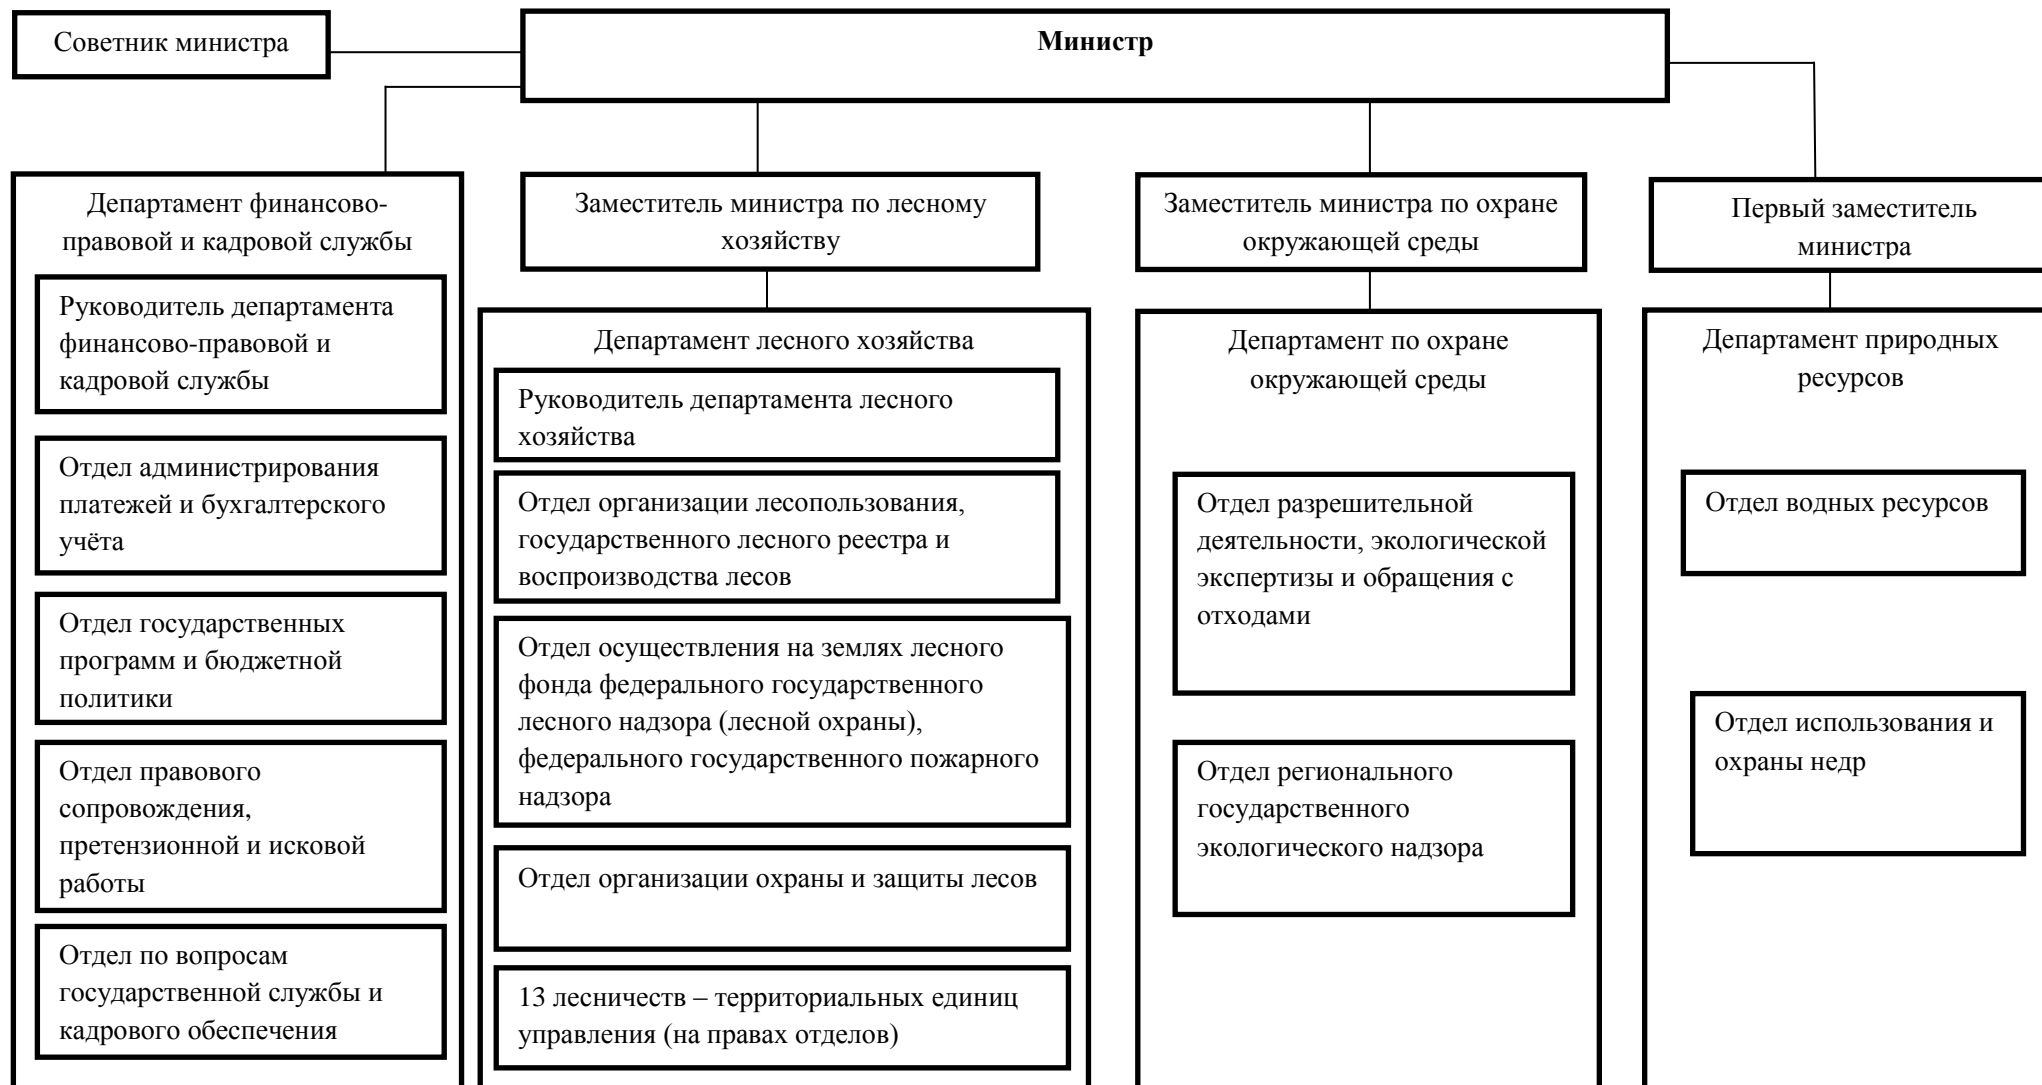 Советник министра
Министр
Департамент финансово-
правовой и кадровой службы
Руководитель департамента
финансово-правовой и
кадровой службы
Отдел администрирования
платежей и бухгалтерского
учёта
Отдел государственных
программ и бюджетной
политики
Отдел правового
сопровождения,
претензионной и исковой
работы
Отдел по вопросам
государственной службы и
кадрового обеспечения
Заместитель министра по лесному
хозяйству
Департамент лесного хозяйства
Руководитель департамента лесного
хозяйства
Отдел организации лесопользования,
государственного лесного реестра и
воспроизводства лесов
Отдел осуществления на землях лесного
фонда федерального государственного
лесного надзора (лесной охраны),
федерального государственного пожарного
надзора
Отдел организации охраны и защиты лесов
13 лесничеств – территориальных единиц
управления (на правах отделов)
Заместитель министра по охране
окружающей среды
Департамент по охране
окружающей среды
Отдел разрешительной
деятельности, экологической
экспертизы и обращения с
отходами
Отдел регионального
государственного
экологического надзора
Первый заместитель
министра
Департамент природных
ресурсов
Отдел водных ресурсов
Отдел использования и
охраны недр